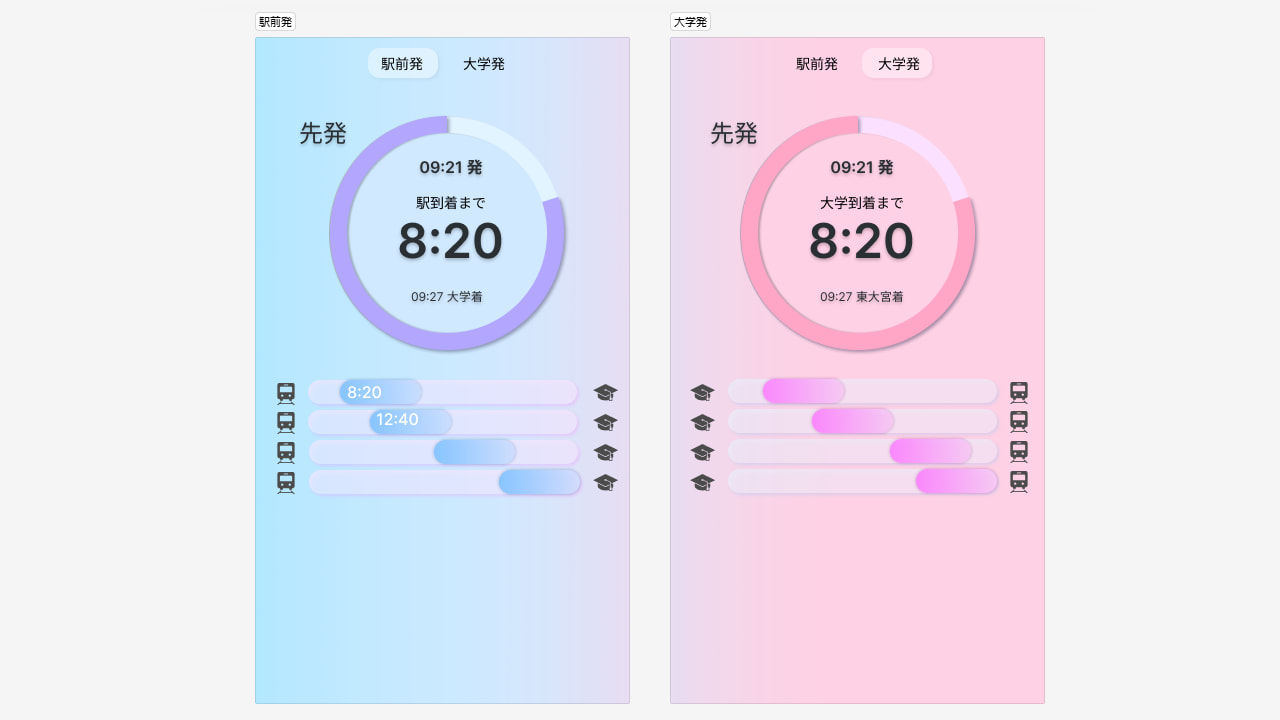 駅前発
駅前発 大学発
先発
09:21 発
駅到着まで
8:20
09:27 大学着
8:20
12:40
大学発
駅前発 大学発
先発
09:21 発
大学到着まで
8:20
09:27 東大宮着